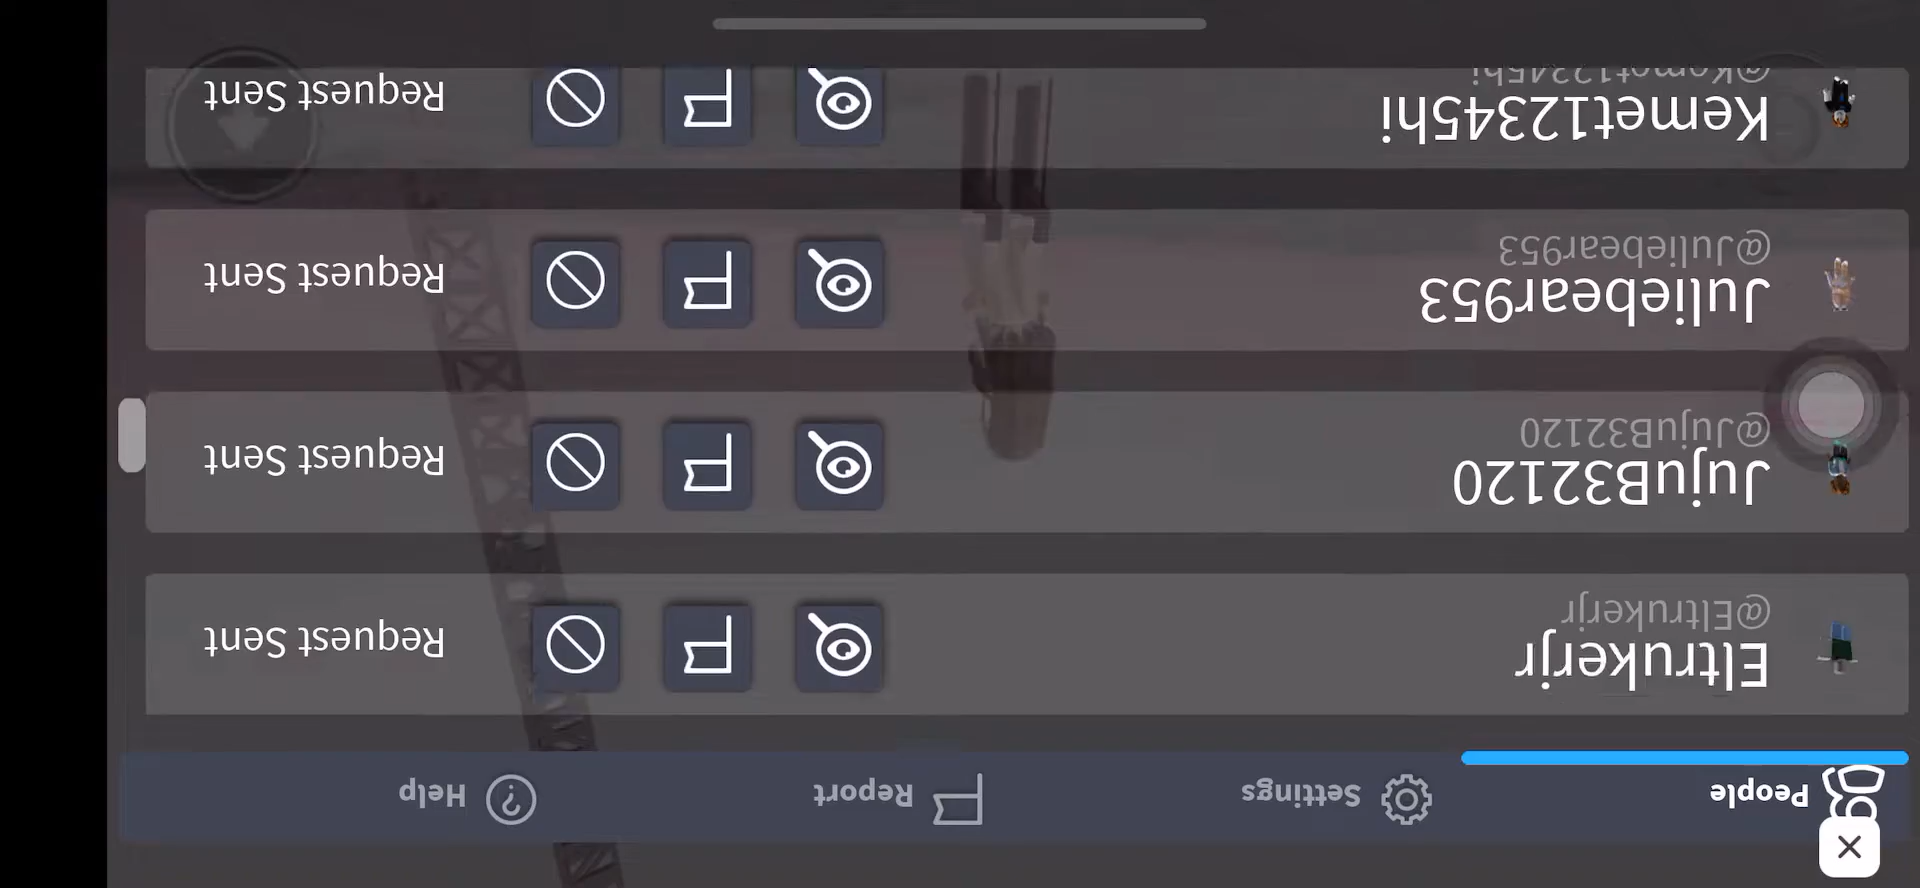 People
Settings
Report
Help
Eltrukerjr
@Eltrukerjr
Request Sent
JujuB32120
@JujuB32120
Request Sent
Juliebear953
@Juliebear953
Request Sent
Kemet12345hi
@Kemet12345hi
Request Sent